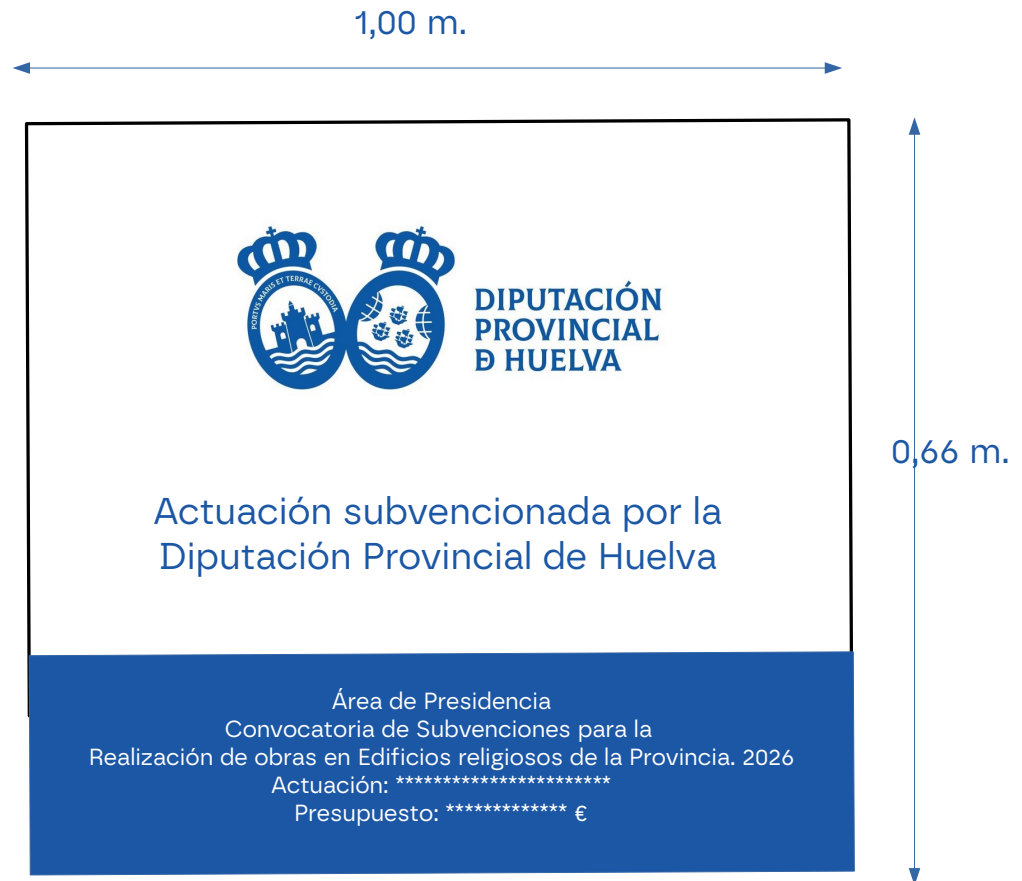 1,00 m.
PORTVS MARIS ET TERRAE CVSTODIA
DIPUTACIÓN
PROVINCIAL
Đ HUELVA
0,66 m.
Actuación subvencionada por la
Diputación Provincial de Huelva
Área de Presidencia
Convocatoria de Subvenciones para la
Realización de obras en Edificios religiosos de la Provincia. 2026
Actuación: ***********************
Presupuesto: ************* €